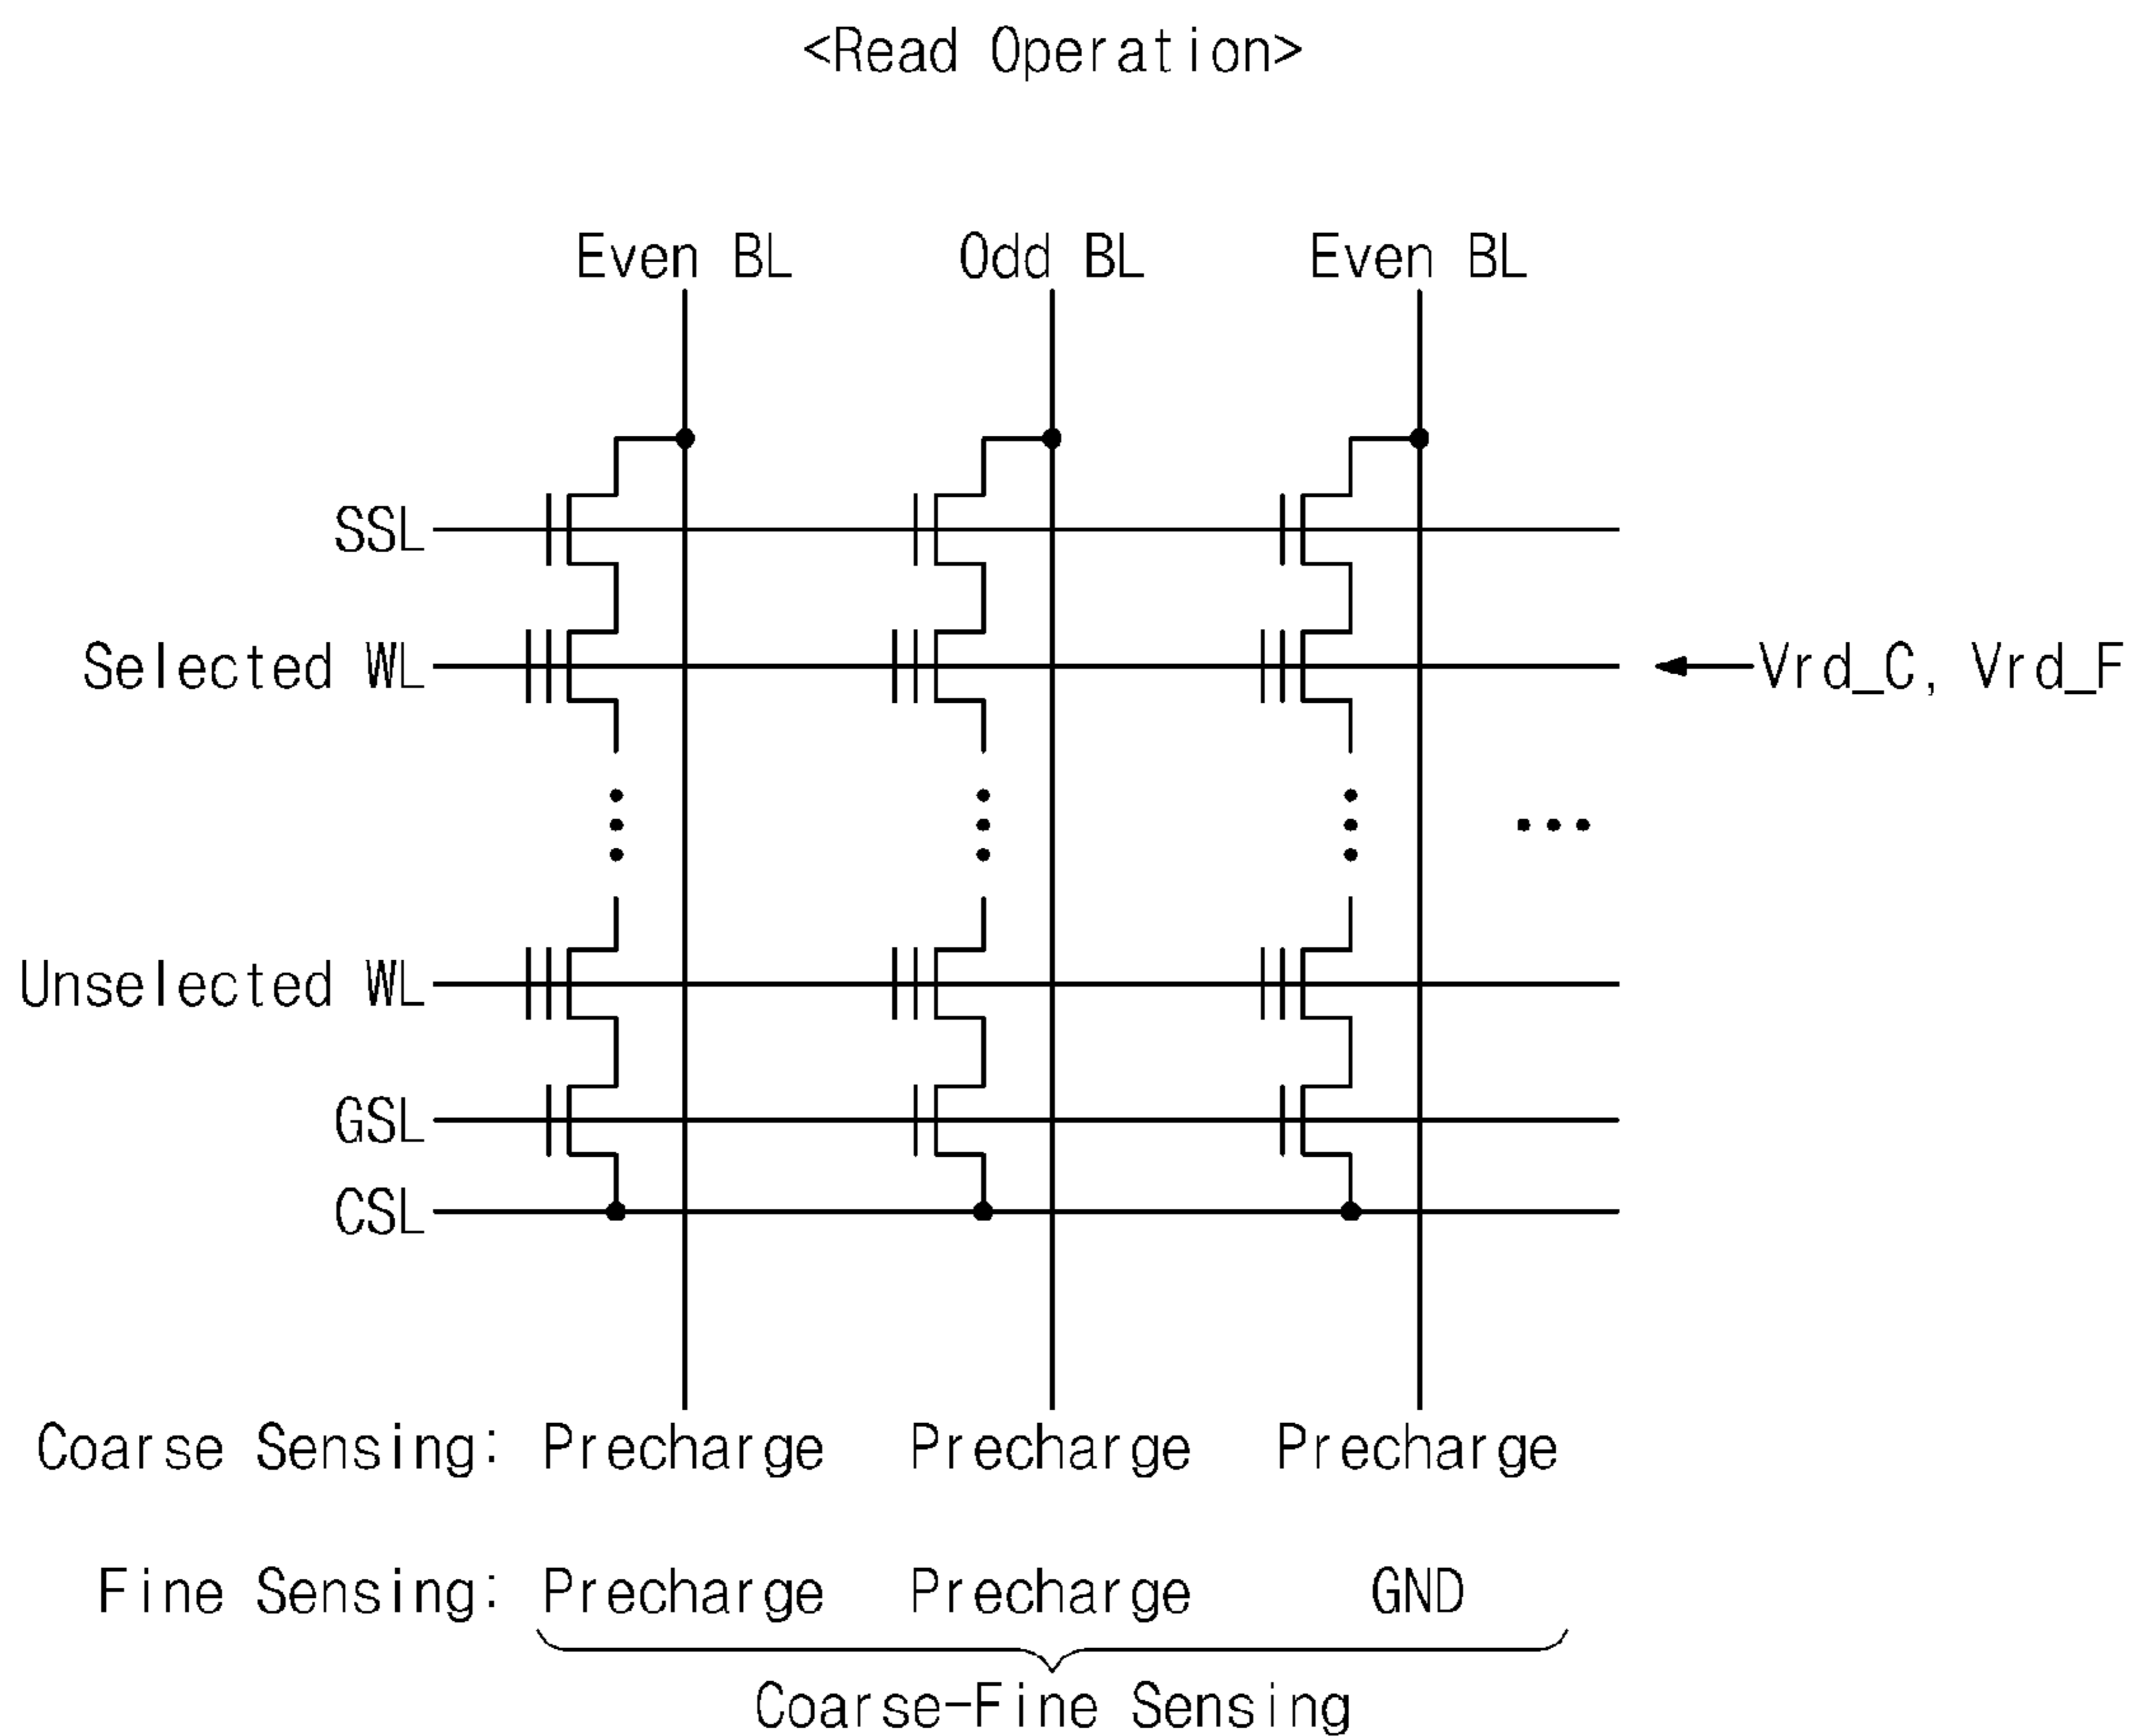 <Read Operation>
Even BL Odd BL Even BL
SSL
Selected WL Vrd_C, Vrd_F
Unselected WL
GSL
CSL
Coarse Sensing: Precharge Precharge Precharge
Fine Sensing: Precharge Precharge GND
Coarse-Fine Sensing